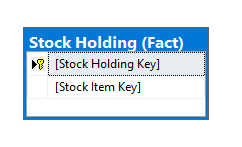 Stock Holding (Fact)
[Stock Holding Key]
[Stock Item Key]